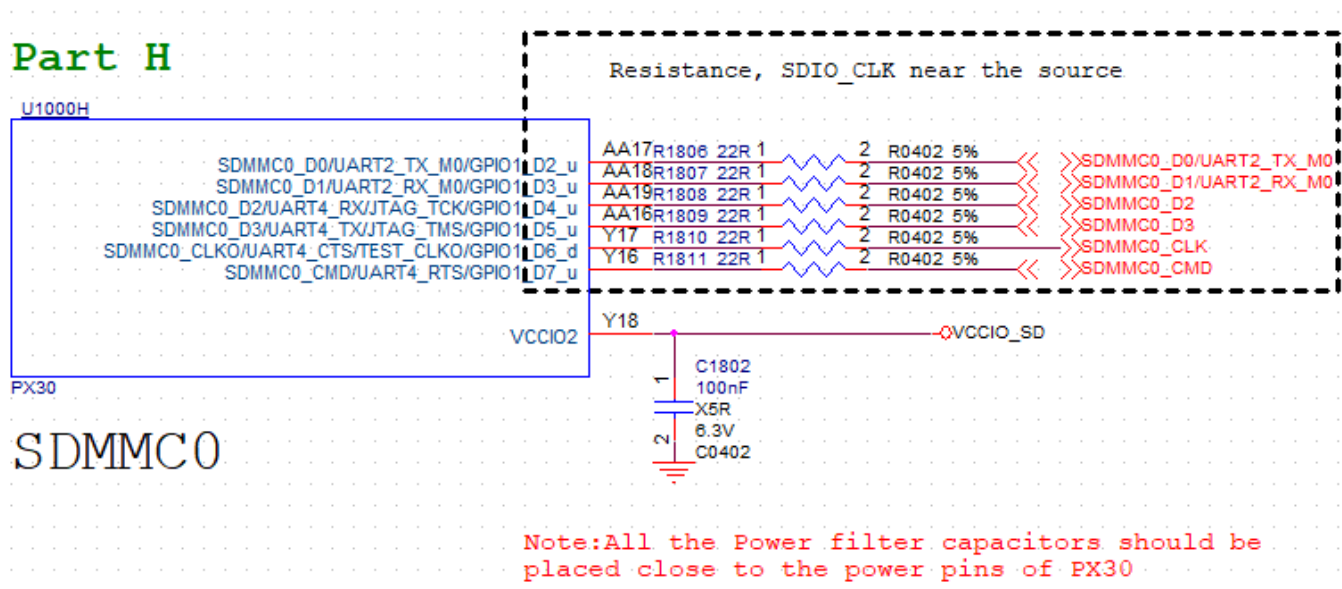 Part H
Resistance, SDIO_CLK near the source
U1000H
SDMMC0_D0/UART2_TX_M0/GPIO1_D2_u AA17 R1806 22R 1 2 R0402 5% SDMMC0_D0/UART2_TX_M0
SDMMC0_D1/UART2_RX_M0/GPIO1_D3_u AA18 R1807 22R 1 2 R0402 5% SDMMC0_D1/UART2_RX_M0
SDMMC0_D2/UART4_RX/JTAG_TCK/GPIO1_D4_u AA19 R1808 22R 1 2 R0402 5% SDMMC0_D2
SDMMC0_D3/UART4_TX/JTAG_TMS/GPIO1_D5_u AA16 R1809 22R 1 2 R0402 5% SDMMC0_D3
SDMMC0_CLKO/UART4_CTS/TEST_CLKO/GPIO1_D6_d Y17 R1810 22R 1 2 R0402 5% SDMMC0_CLK
SDMMC0_CMD/UART4_RTS/GPIO1_D7_u Y16 R1811 22R 1 2 R0402 5% SDMMC0_CMD
VCCIO2 Y18 VCCIO_SD
PX30
C1802
1 100nF
X5R
2 6.3V
C0402
SDMMC0
Note:All the Power filter capacitors should be
placed close to the power pins of PX30